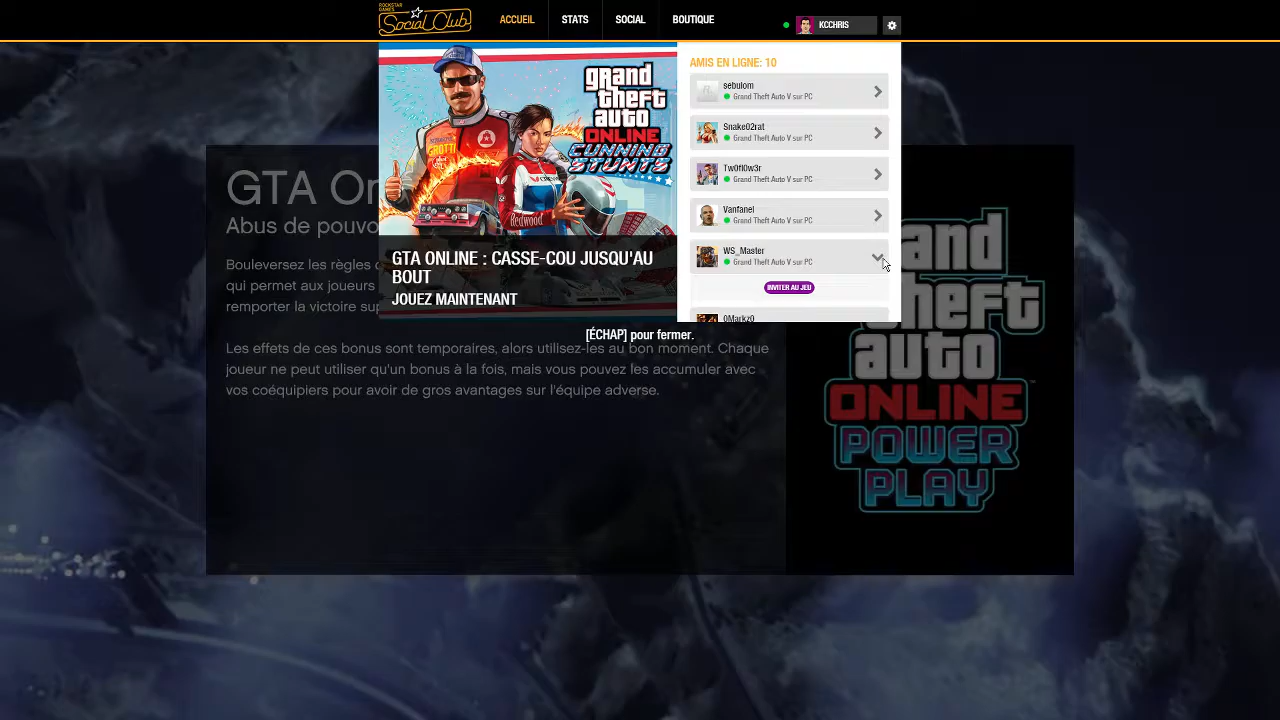 ROCKSTAR
GAMES
Social Club
ACCUEIL
STATS
SOCIAL
BOUTIQUE
KCCHRIS
grand
theft
auto
ONLINE
CUNNING
STUNTS
GROTTI
Redwood
GTA ONLINE : CASSE-COU JUSQU'AU
BOUT
JOUEZ MAINTENANT
AMIS EN LIGNE: 10
sebulom
Grand Theft Auto V sur PC
Snake02rat
Grand Theft Auto V sur PC
Tw0fl0w3r
Grand Theft Auto V sur PC
Vanfanel
Grand Theft Auto V sur PC
WS_Master
Grand Theft Auto V sur PC
INVITER AU JEU
0Markz0
[ÉCHAP] pour fermer.
GTA On
Abus de pouvo
Bouleversez les règles
qui permet aux joueurs
remporter la victoire su
Les effets de ces bonus sont temporaires, alors utilisez-les au bon moment. Chaque
joueur ne peut utiliser qu'un bonus à la fois, mais vous pouvez les accumuler avec
vos coéquipiers pour avoir de gros avantages sur l'équipe adverse.
and
theft
auto
ONLINE
POWER
PLAY